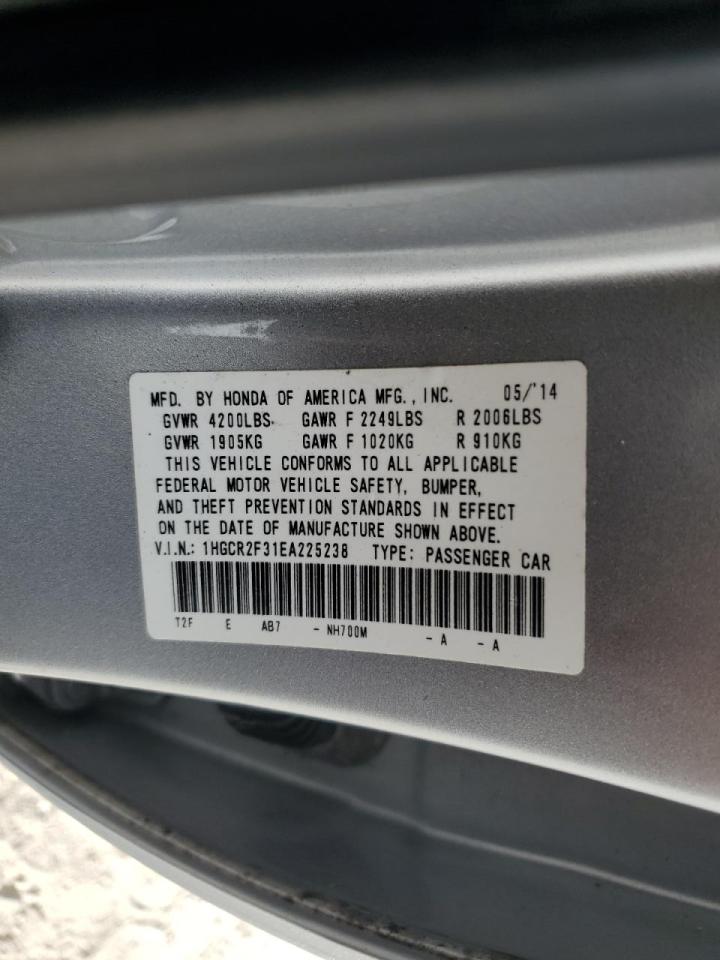 MFD. BY HONDA OF AMERICA MFG., INC. 05/'14
GVWR 4200LBS GAWR F 2249LBS R 2006LBS
GVWR 1905KG GAWR F 1020KG R 910KG
THIS VEHICLE CONFORMS TO ALL APPLICABLE
FEDERAL MOTOR VEHICLE SAFETY, BUMPER,
AND THEFT PREVENTION STANDARDS IN EFFECT
ON THE DATE OF MANUFACTURE SHOWN ABOVE.
V.I.N.: 1HGCR2F31EA225238 TYPE: PASSENGER CAR
T2F E AB7 - NH700M - A - A